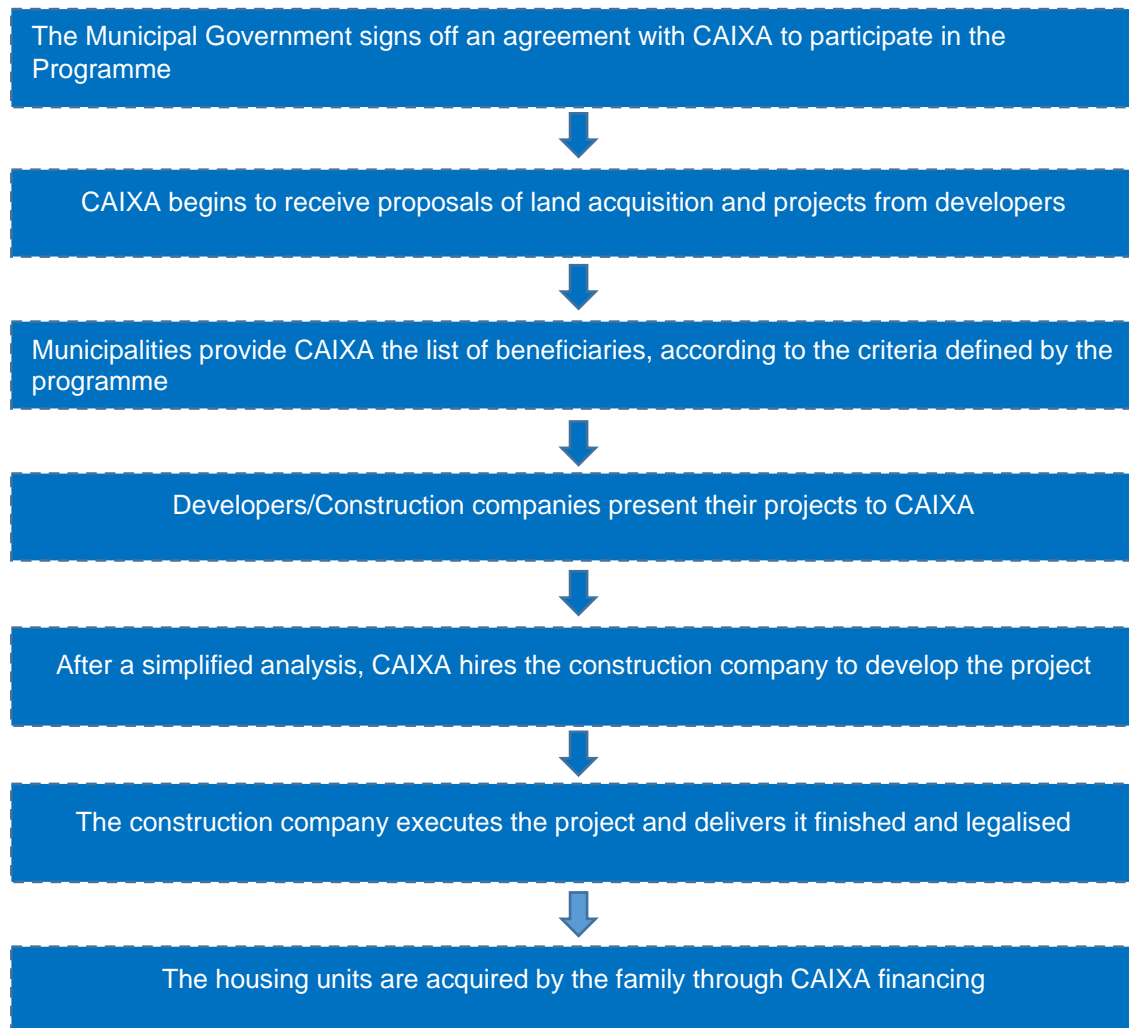 The Municipal Government signs off an agreement with CAIXA to participate in the
Programme
CAIXA begins to receive proposals of land acquisition and projects from developers
Municipalities provide CAIXA the list of beneficiaries, according to the criteria defined by the
programme
Developers/Construction companies present their projects to CAIXA
After a simplified analysis, CAIXA hires the construction company to develop the project
The construction company executes the project and delivers it finished and legalised
The housing units are acquired by the family through CAIXA financing